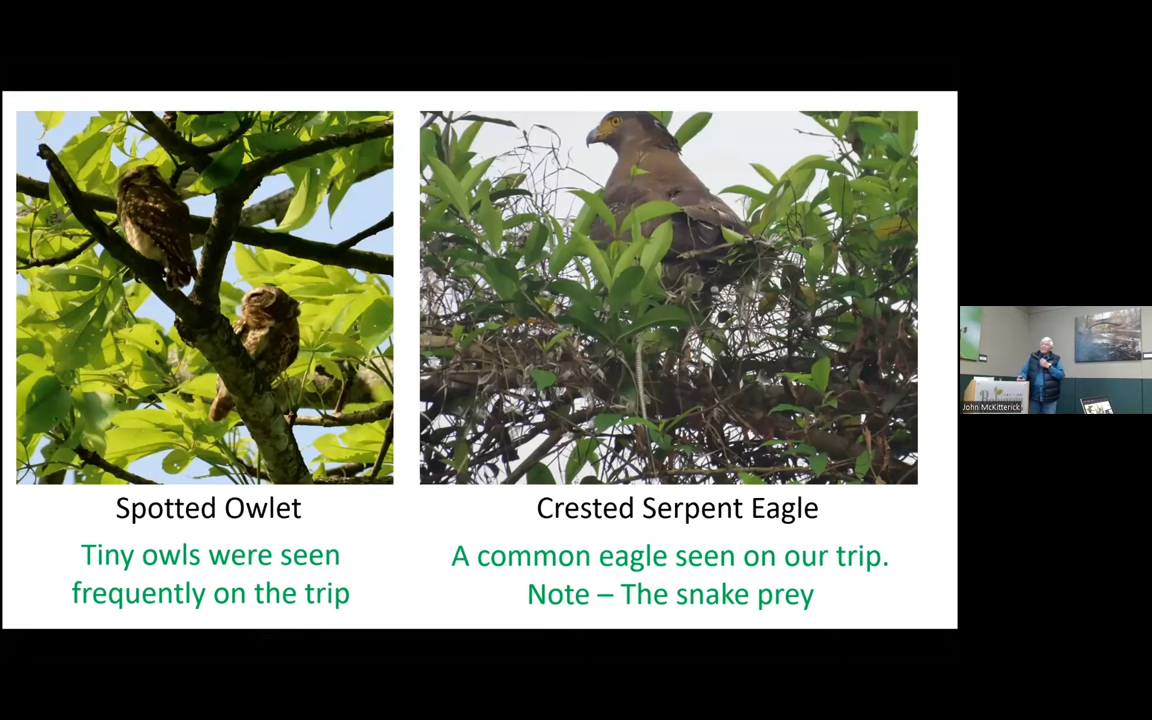 Spotted Owlet
Tiny owls were seen
frequently on the trip
Crested Serpent Eagle
A common eagle seen on our trip.
Note – The snake prey
John McKitterick